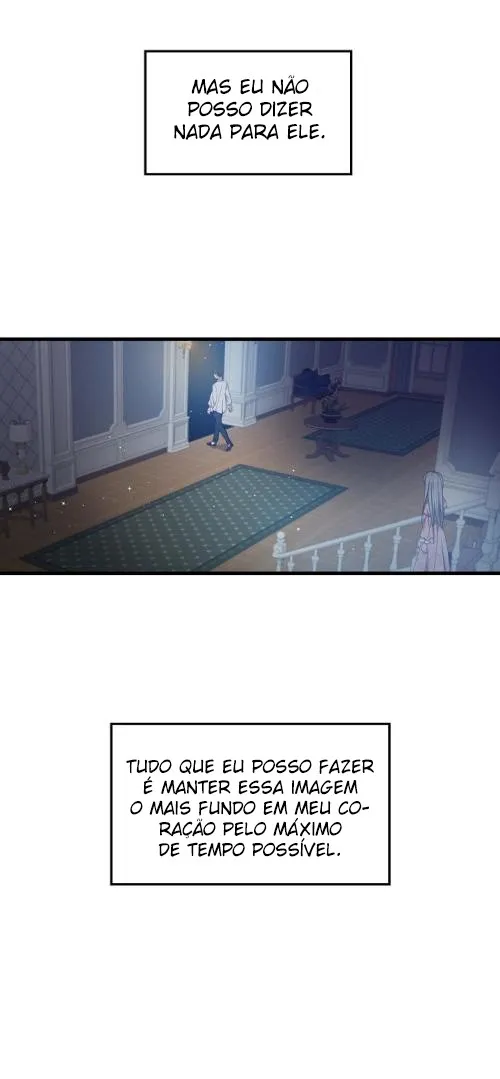 MAS EU NÃO
POSSO DIZER
NADA PARA ELE.
TUDO QUE EU POSSO FAZER
É MANTER ESSA IMAGEM
O MAIS FUNDO EM MEU CO-
RAÇÃO PELO MÁXIMO
DE TEMPO POSSÍVEL.